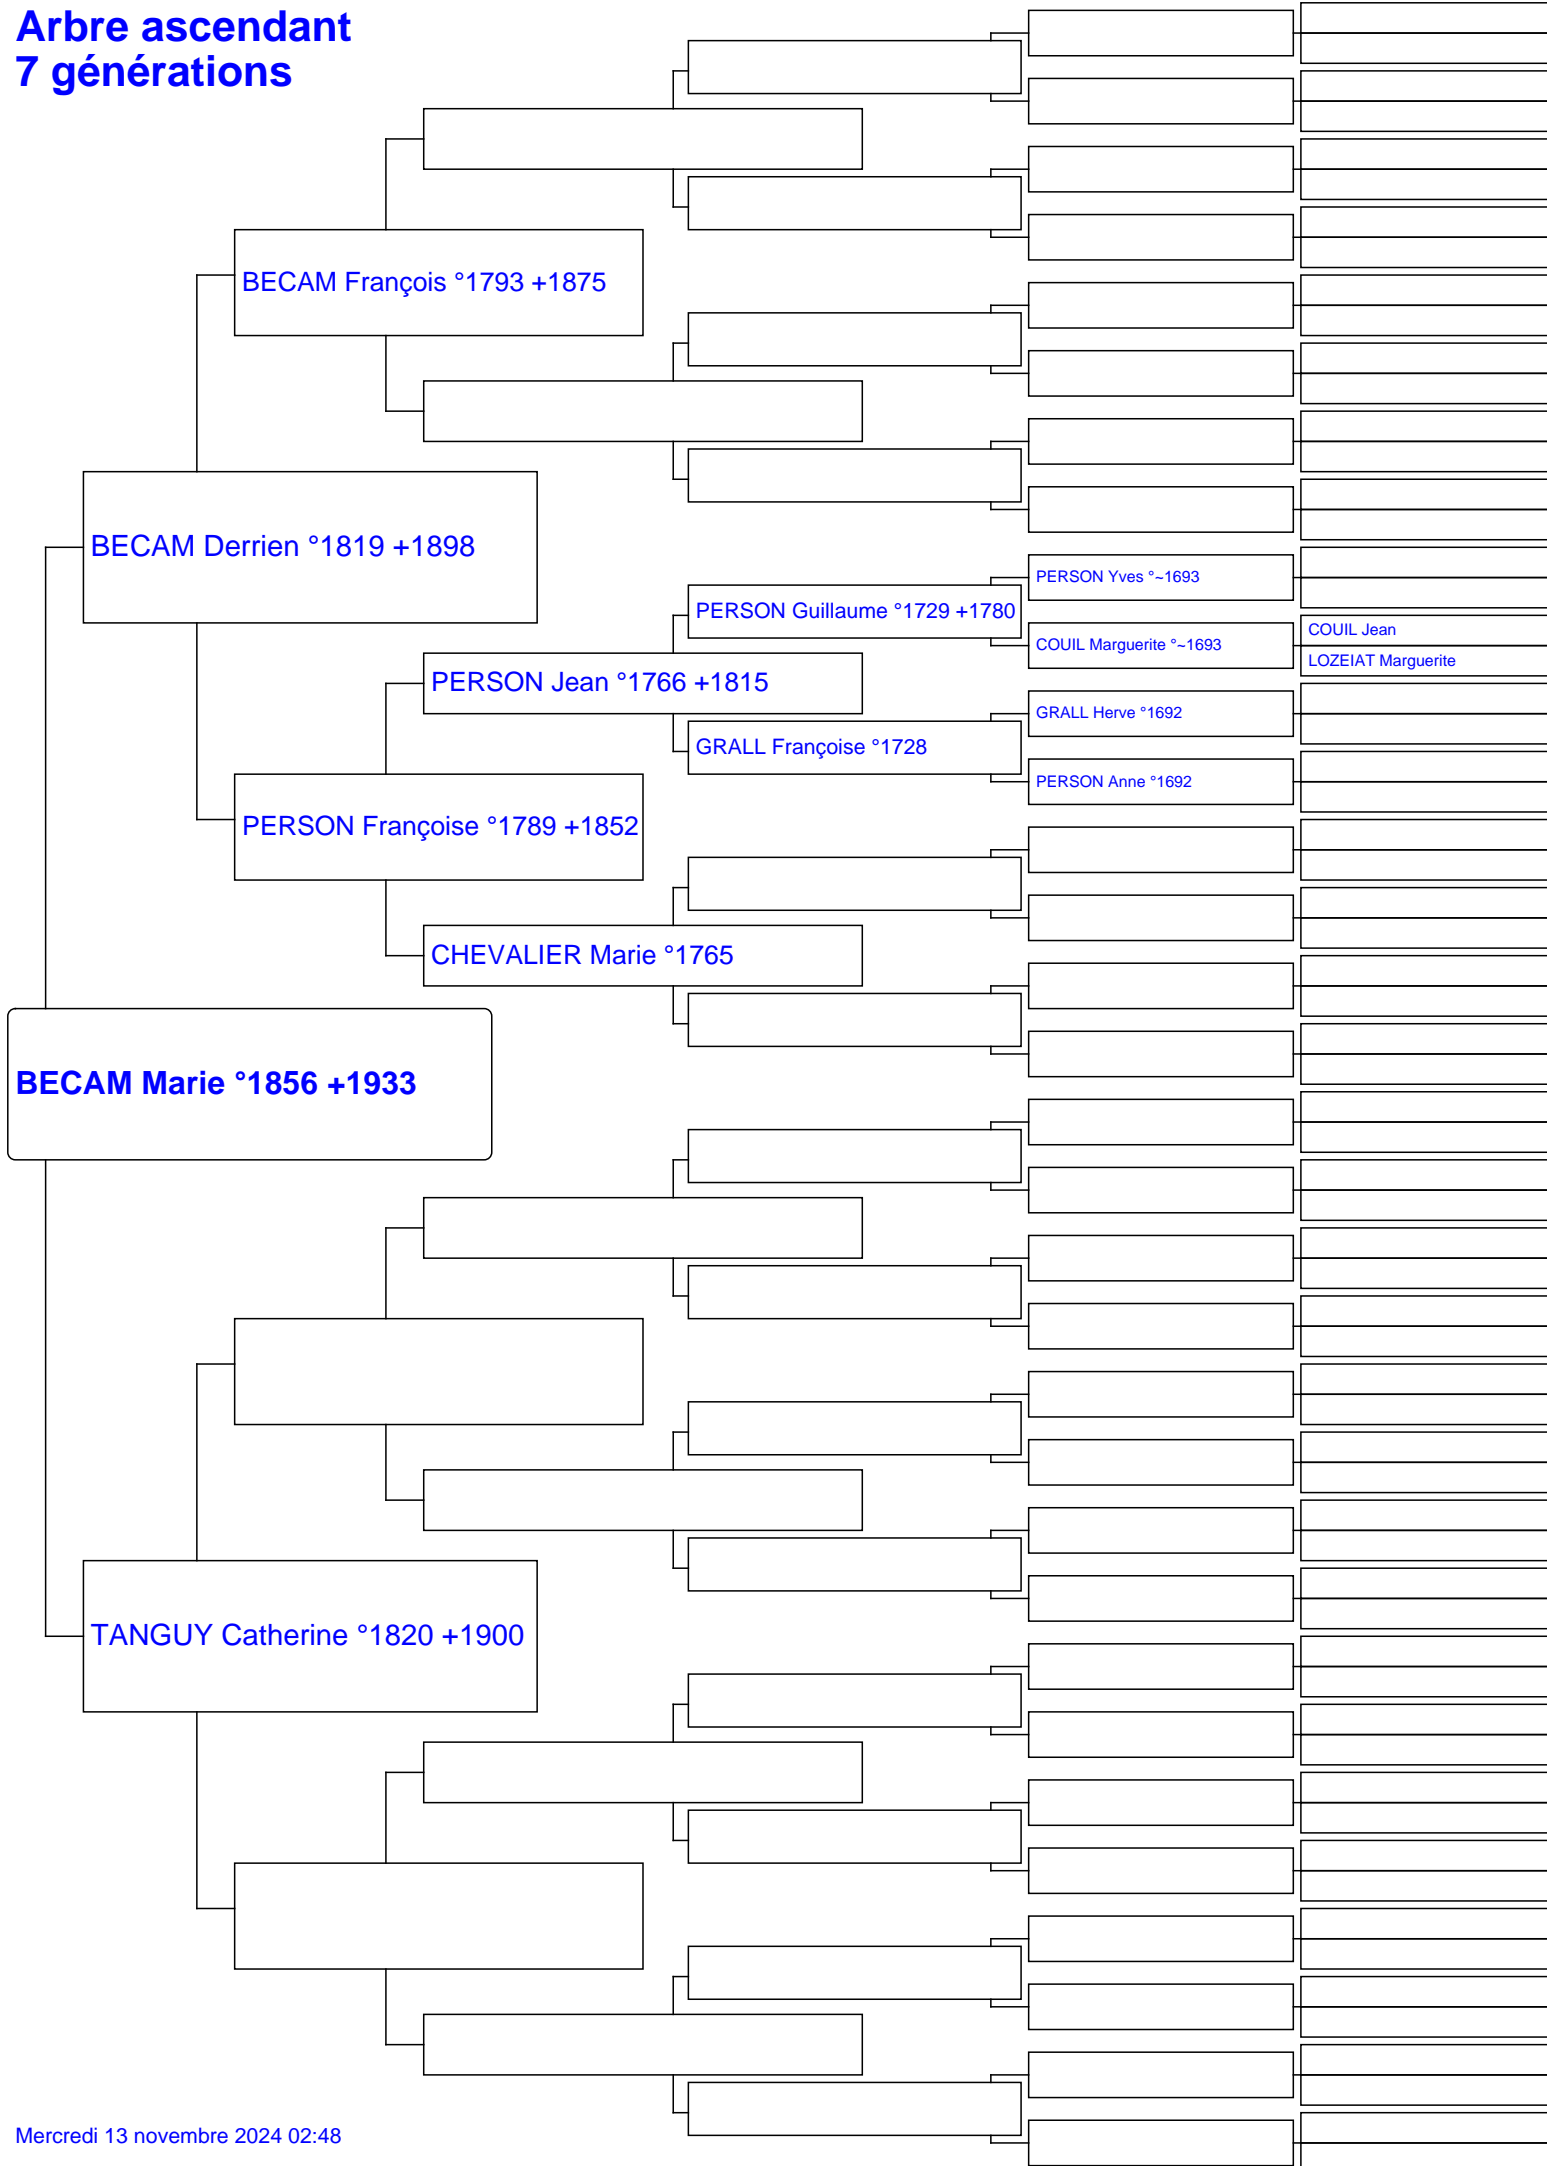 Arbre ascendant
7 générations
BECAM François °1793 +1875
BECAM Derrien °1819 +1898
PERSON Yves °~1693
PERSON Guillaume °1729 +1780
COUIL Jean
COUIL Marguerite °~1693
LOZEIAT Marguerite
PERSON Jean °1766 +1815
GRALL Herve °1692
GRALL Françoise °1728
PERSON Anne °1692
PERSON Françoise °1789 +1852
CHEVALIER Marie °1765
BECAM Marie °1856 +1933
TANGUY Catherine °1820 +1900
Mercredi 13 novembre 2024 02:48